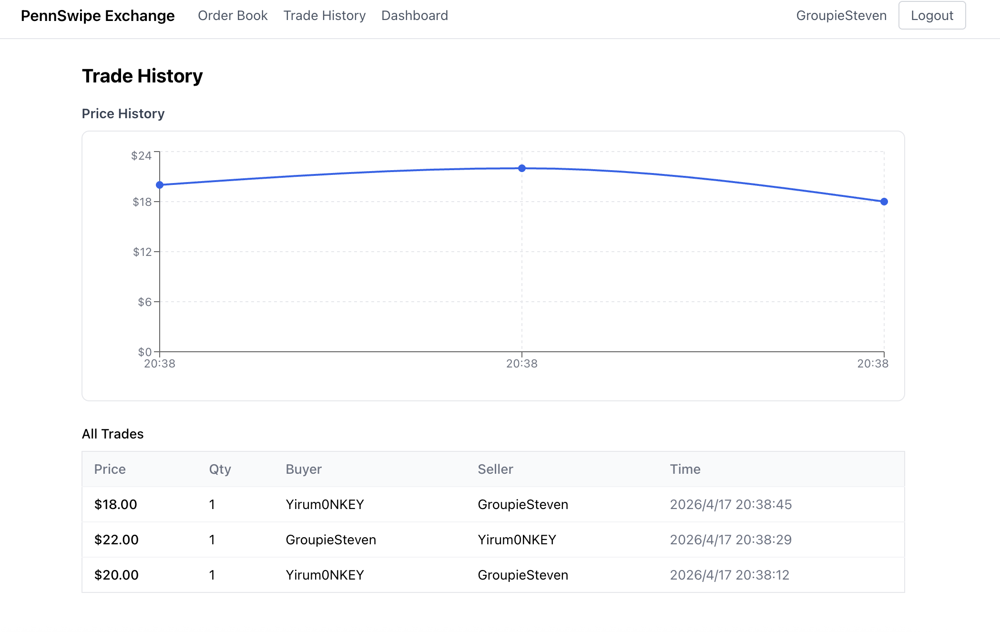 PennSwipe Exchange Order Book Trade History Dashboard GroupieSteven Logout
Trade History
Price History
$24
$18
$12
$6
$0
20:38 20:38 20:38
All Trades
Price Qty Buyer Seller Time
$18.00 1 Yirum0NKEY GroupieSteven 2026/4/17 20:38:45
$22.00 1 GroupieSteven Yirum0NKEY 2026/4/17 20:38:29
$20.00 1 Yirum0NKEY GroupieSteven 2026/4/17 20:38:12